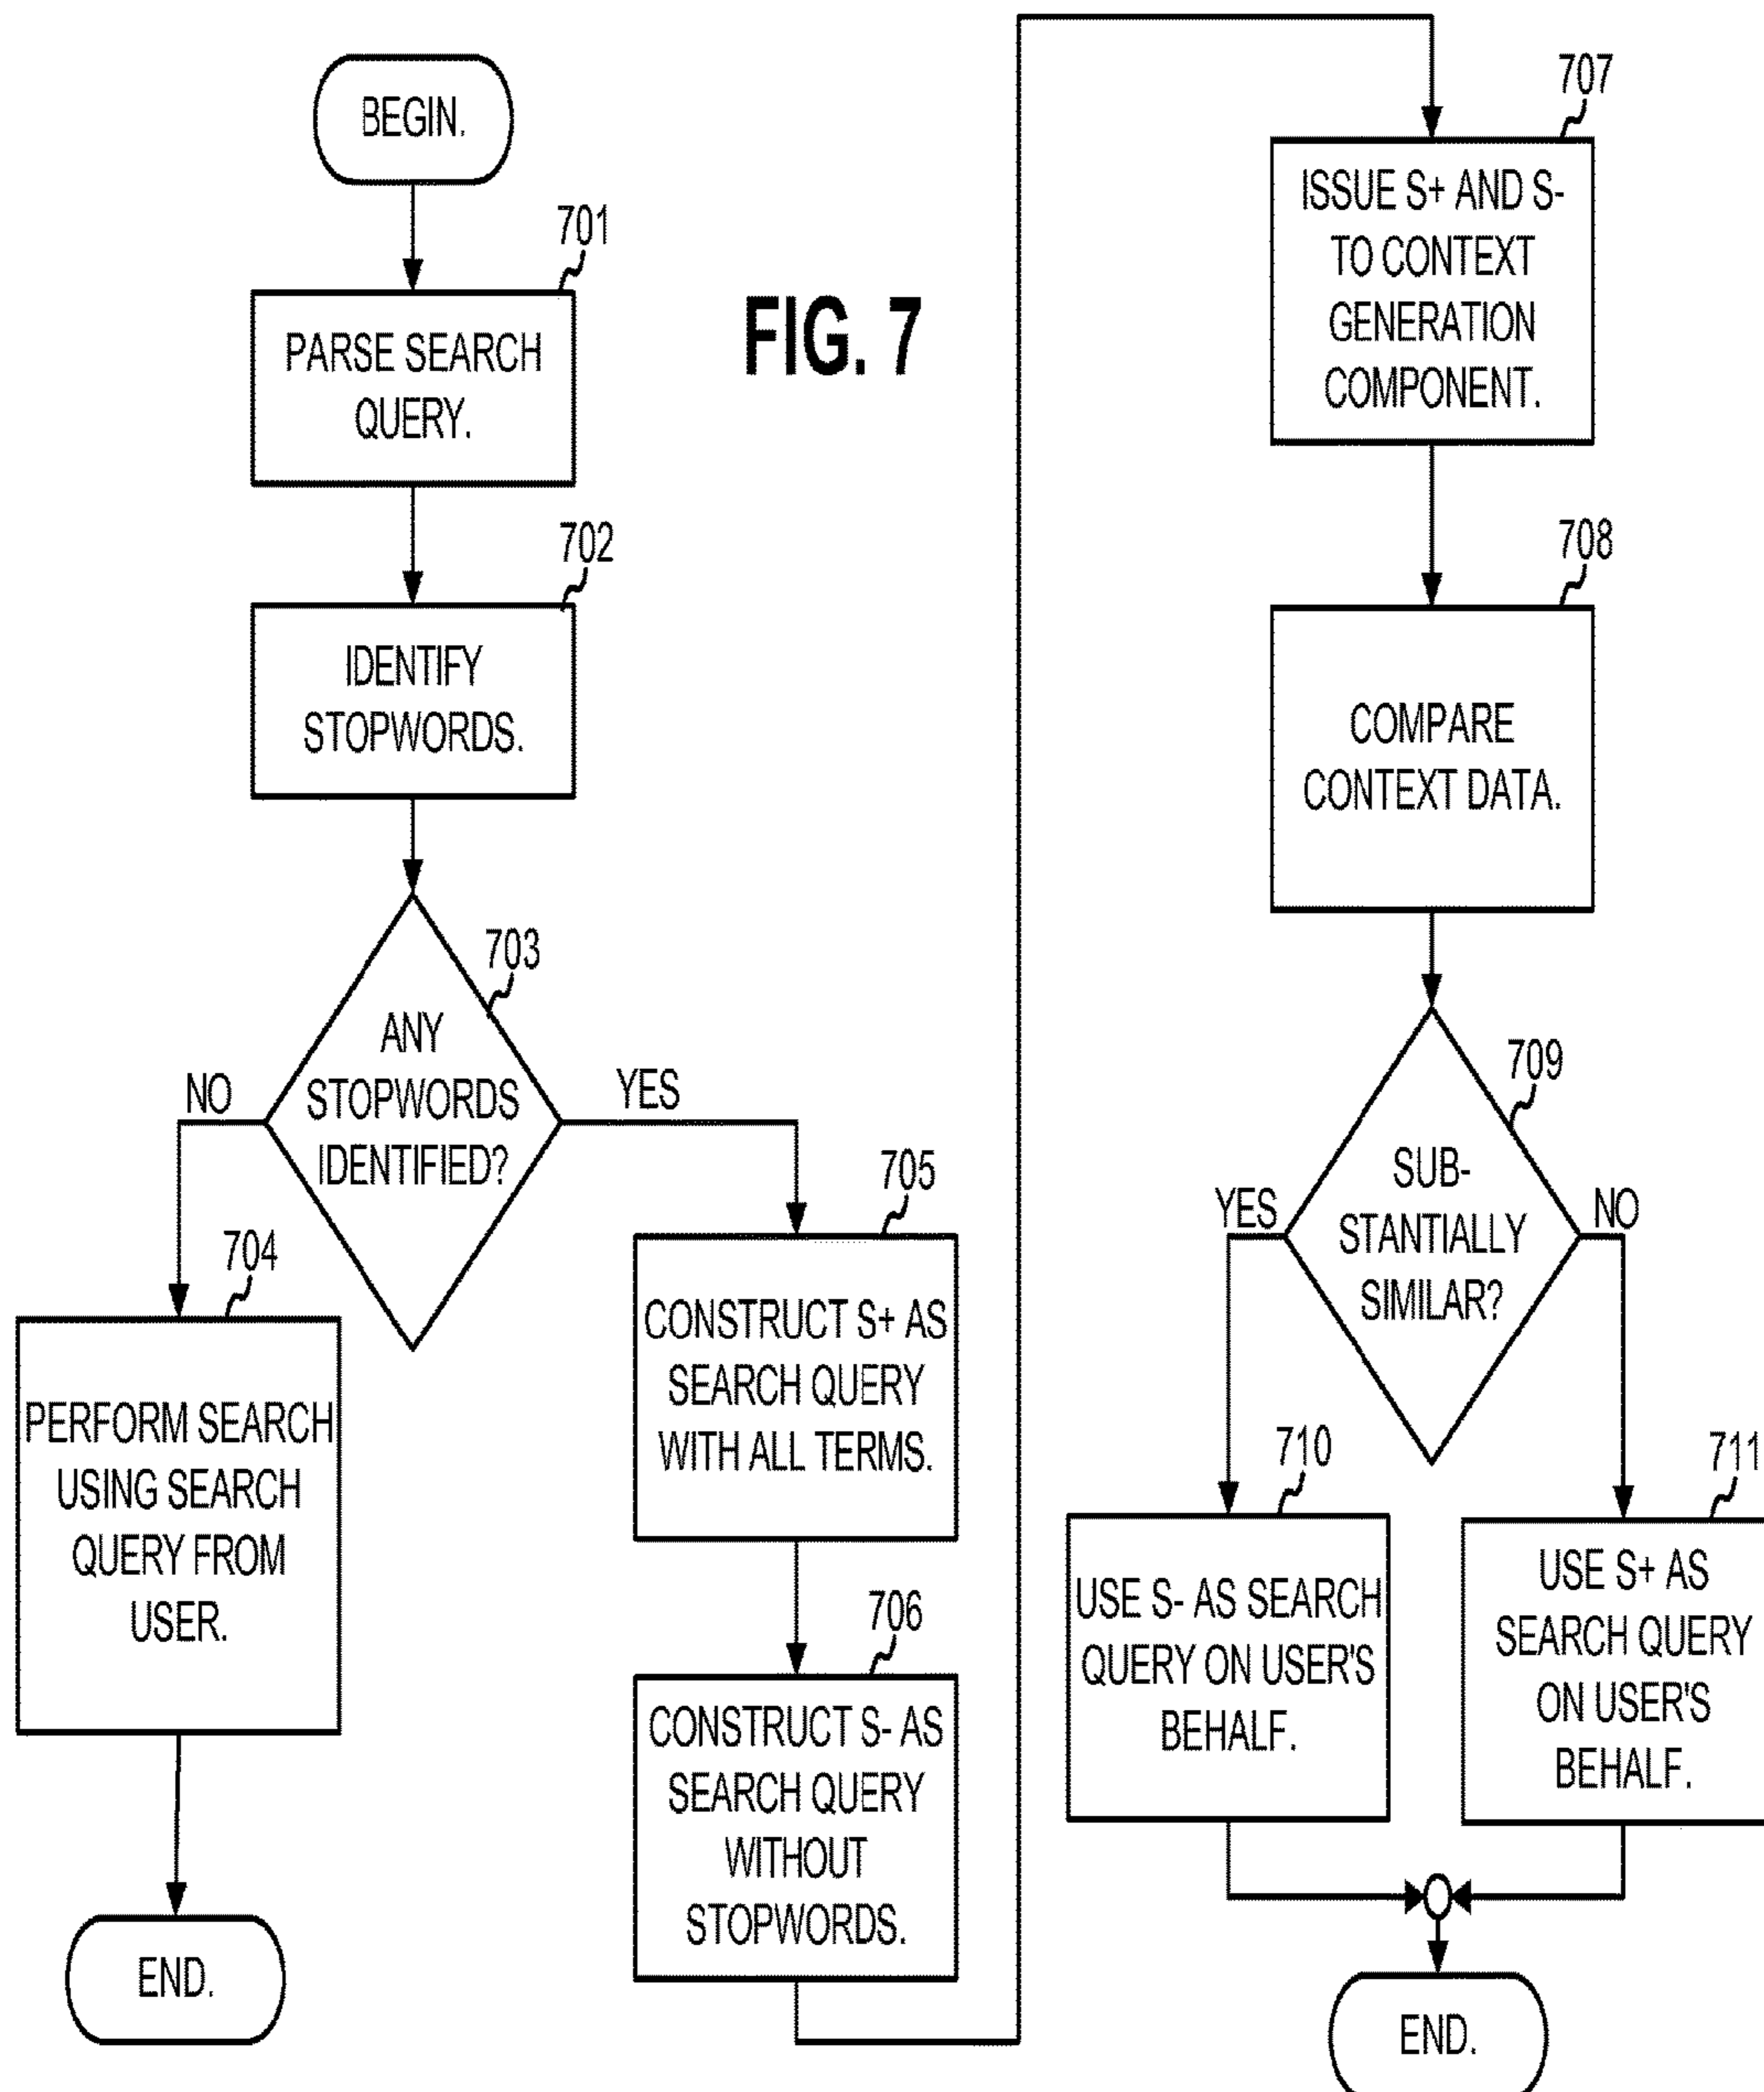 BEGIN.
701
PARSE SEARCH
QUERY.
702
IDENTIFY
STOPWORDS.
703
ANY
STOPWORDS
IDENTIFIED?
NO
YES
704
PERFORM SEARCH
USING SEARCH
QUERY FROM
USER.
END.
705
CONSTRUCT S+ AS
SEARCH QUERY
WITH ALL TERMS.
706
CONSTRUCT S- AS
SEARCH QUERY
WITHOUT
STOPWORDS.
FIG. 7
707
ISSUE S+ AND S-
TO CONTEXT
GENERATION
COMPONENT.
708
COMPARE
CONTEXT DATA.
709
SUB-
STANTIALLY
SIMILAR?
YES
NO
710
USE S- AS SEARCH
QUERY ON USER'S
BEHALF.
711
USE S+ AS
SEARCH QUERY
ON USER'S
BEHALF.
END.